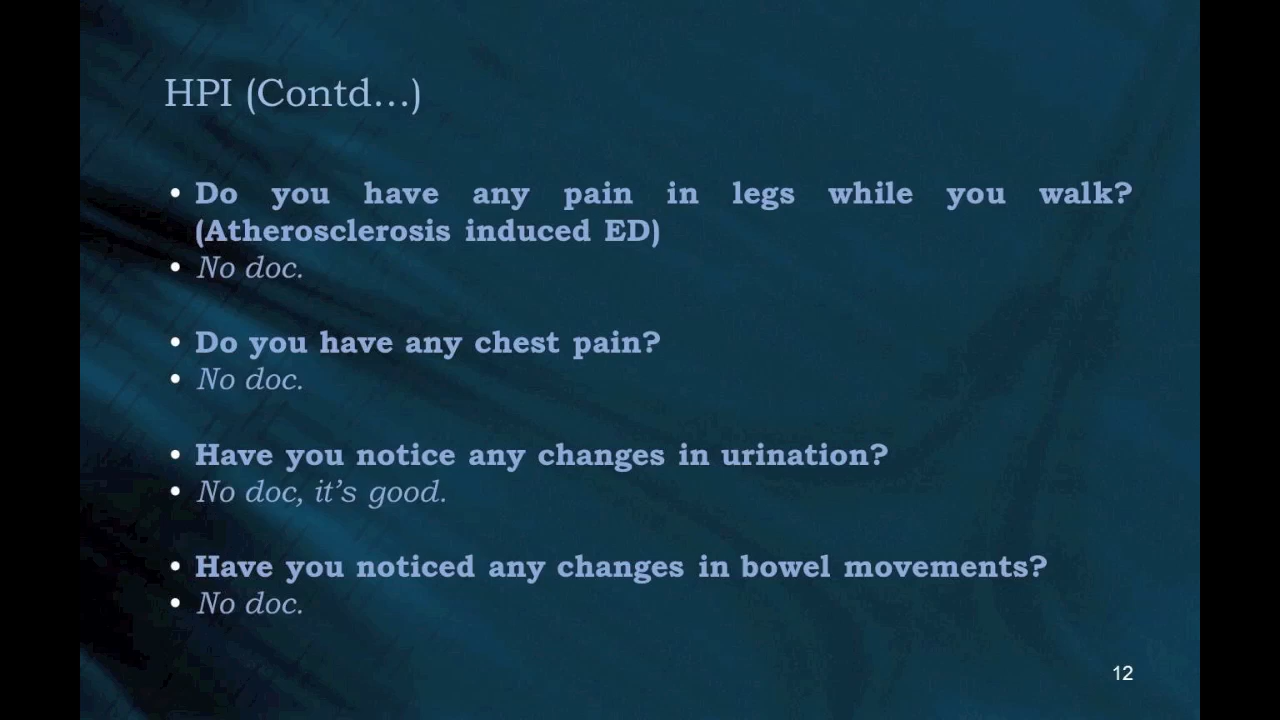 HPI (Contd…)
• Do you have any pain in legs while you walk?
(Atherosclerosis induced ED)
• No doc.
• Do you have any chest pain?
• No doc.
• Have you notice any changes in urination?
• No doc, it’s good.
• Have you noticed any changes in bowel movements?
• No doc.
12